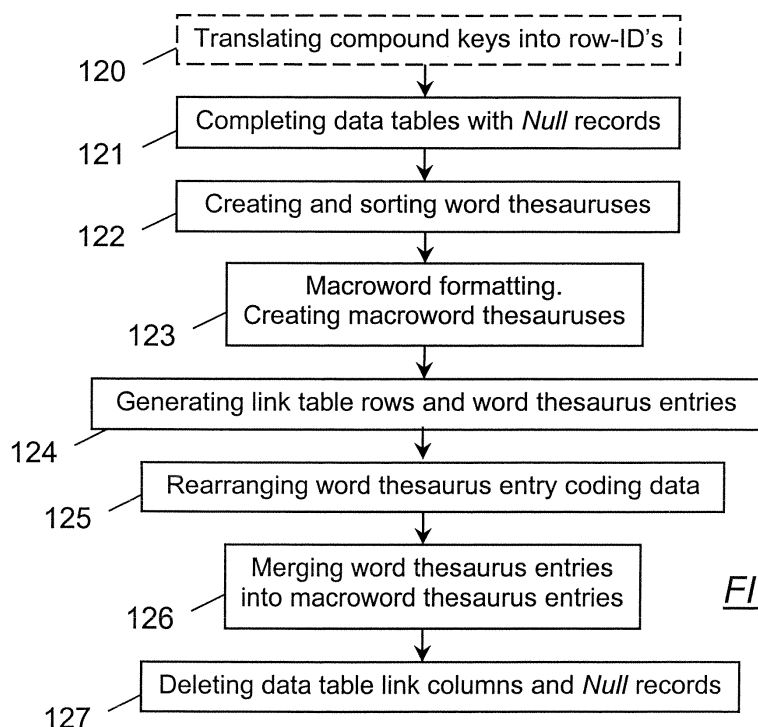 Translating compound keys into row-ID's
120
Completing data tables with Null records
121
Creating and sorting word thesauruses
122
Macroword formatting.
Creating macroword thesauruses
123
Generating link table rows and word thesaurus entries
124
Rearranging word thesaurus entry coding data
125
Merging word thesaurus entries
into macroword thesaurus entries
126
FI
Deleting data table link columns and Null records
127